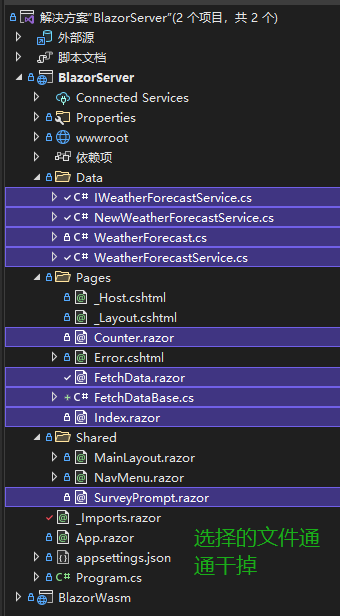 解决方案"BlazorServer"(2 个项目，共 2 个)
外部源
脚本文档
BlazorServer
Connected Services
Properties
wwwroot
依赖项
Data
C# IWeatherForecastService.cs
C# NewWeatherForecastService.cs
C# WeatherForecast.cs
C# WeatherForecastService.cs
Pages
_Host.cshtml
_Layout.cshtml
Counter.razor
Error.cshtml
FetchData.razor
C# FetchDataBase.cs
Index.razor
Shared
MainLayout.razor
NavMenu.razor
SurveyPrompt.razor
_Imports.razor
App.razor
appsettings.json
C# Program.cs
BlazorWasm
选择的文件通
通干掉